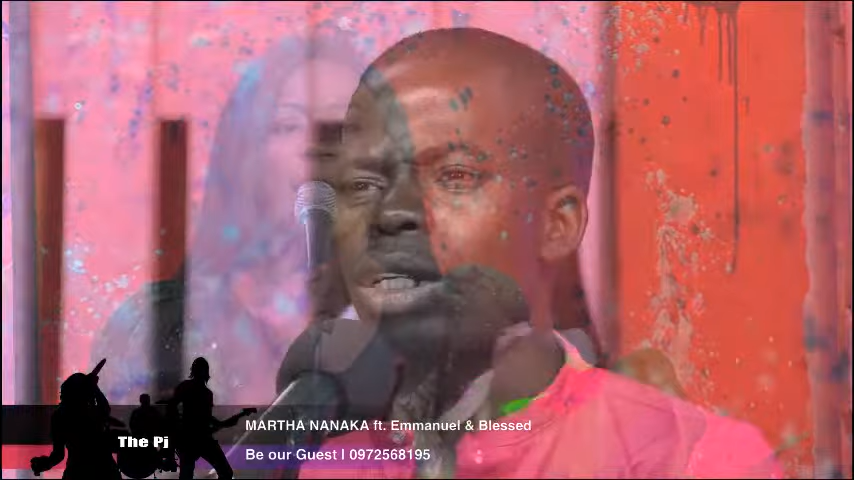 MARTHA NANAKA ft. Emmanuel & Blessed
The Pi
Be our Guest I 0972568195